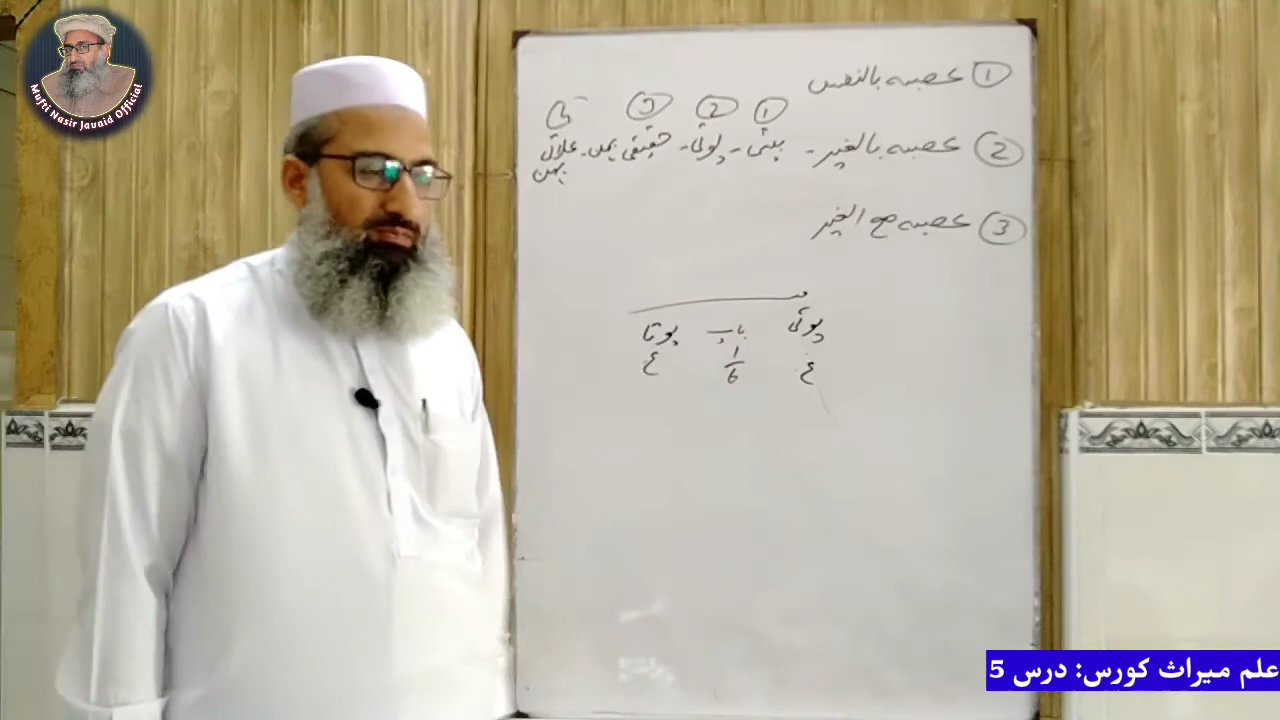 Mufti Nasir Javaid Official
① عصبہ بالنفس
① ② ③ ④
② عصبہ بالغیر - بیٹی - پوتی - حقیقی بہن - علاتی بہن
③ عصبہ مع الغیر
پوتی باپ پوتا
ع 1/6 ع
علم میراث کورس: درس 5